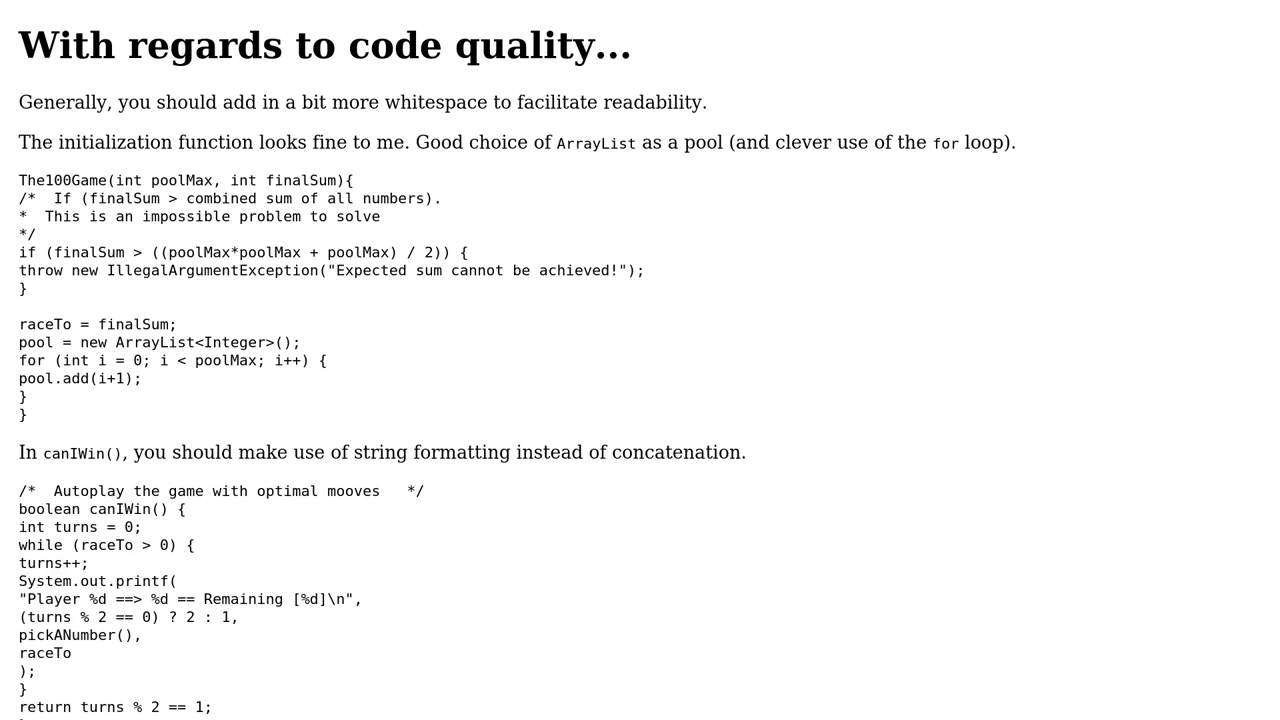 With regards to code quality...
Generally, you should add in a bit more whitespace to facilitate readability.
The initialization function looks fine to me. Good choice of ArrayList as a pool (and clever use of the for loop).
The100Game(int poolMax, int finalSum){
/*  If (finalSum > combined sum of all numbers).
*  This is an impossible problem to solve
*/
if (finalSum > ((poolMax*poolMax + poolMax) / 2)) {
throw new IllegalArgumentException("Expected sum cannot be achieved!");
}
raceTo = finalSum;
pool = new ArrayList<Integer>();
for (int i = 0; i < poolMax; i++) {
pool.add(i+1);
}
}
In canIWin(), you should make use of string formatting instead of concatenation.
/*  Autoplay the game with optimal mooves   */
boolean canIWin() {
int turns = 0;
while (raceTo > 0) {
turns++;
System.out.printf(
"Player %d ==> %d == Remaining [%d]\n",
(turns % 2 == 0) ? 2 : 1,
pickANumber(),
raceTo
);
}
return turns % 2 == 1;